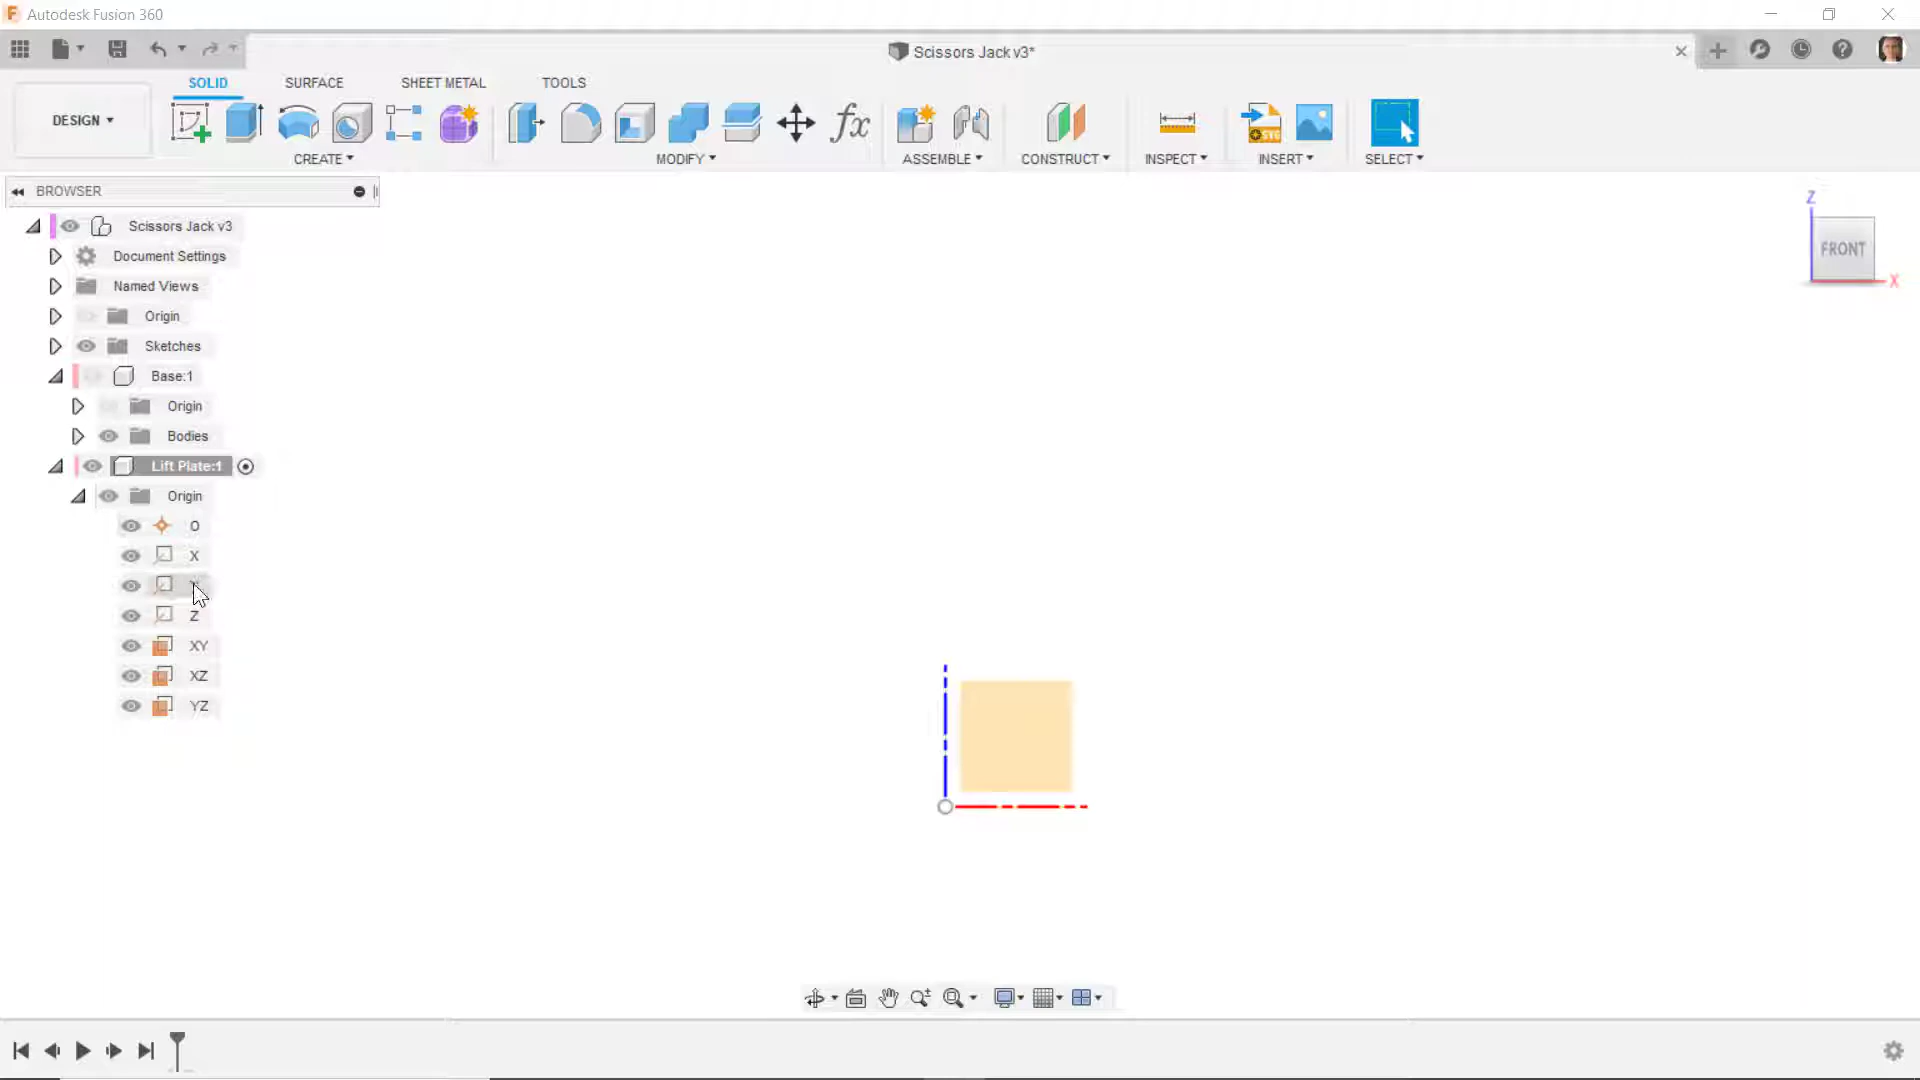 Autodesk Fusion 360
Scissors Jack v3*
SOLID
SURFACE
SHEET METAL
TOOLS
DESIGN
CREATE
MODIFY
ASSEMBLE
CONSTRUCT
INSPECT
INSERT
SELECT
BROWSER
Scissors Jack v3
Document Settings
Named Views
Origin
Sketches
Base:1
Origin
Bodies
Lift Plate:1
Origin
O
X
Z
XY
XZ
YZ
Z
FRONT
X
fx